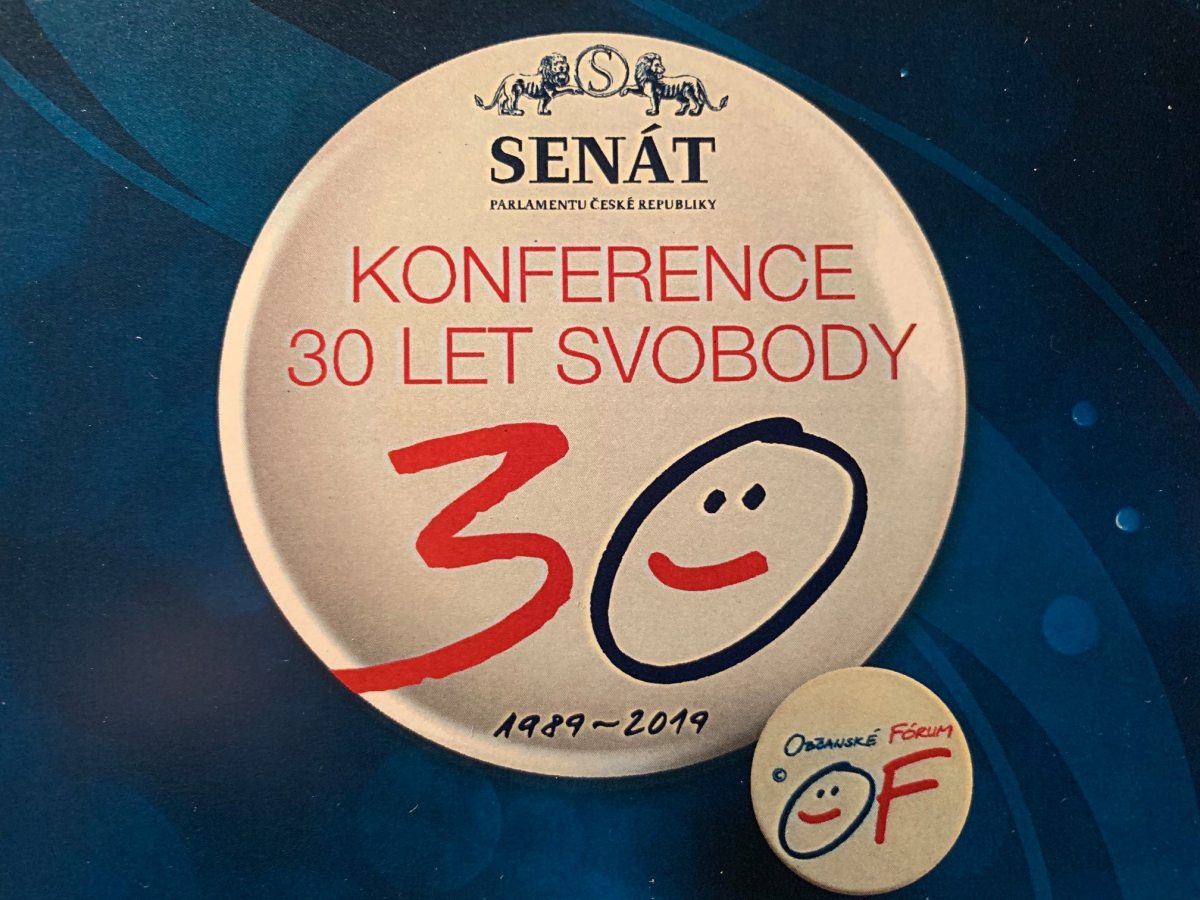 S
SENÁT
PARLAMENTU ČESKÉ REPUBLIKY
KONFERENCE
30 LET SVOBODY
30
1989~2019
OBČANSKÉ FÓRUM
©
OF